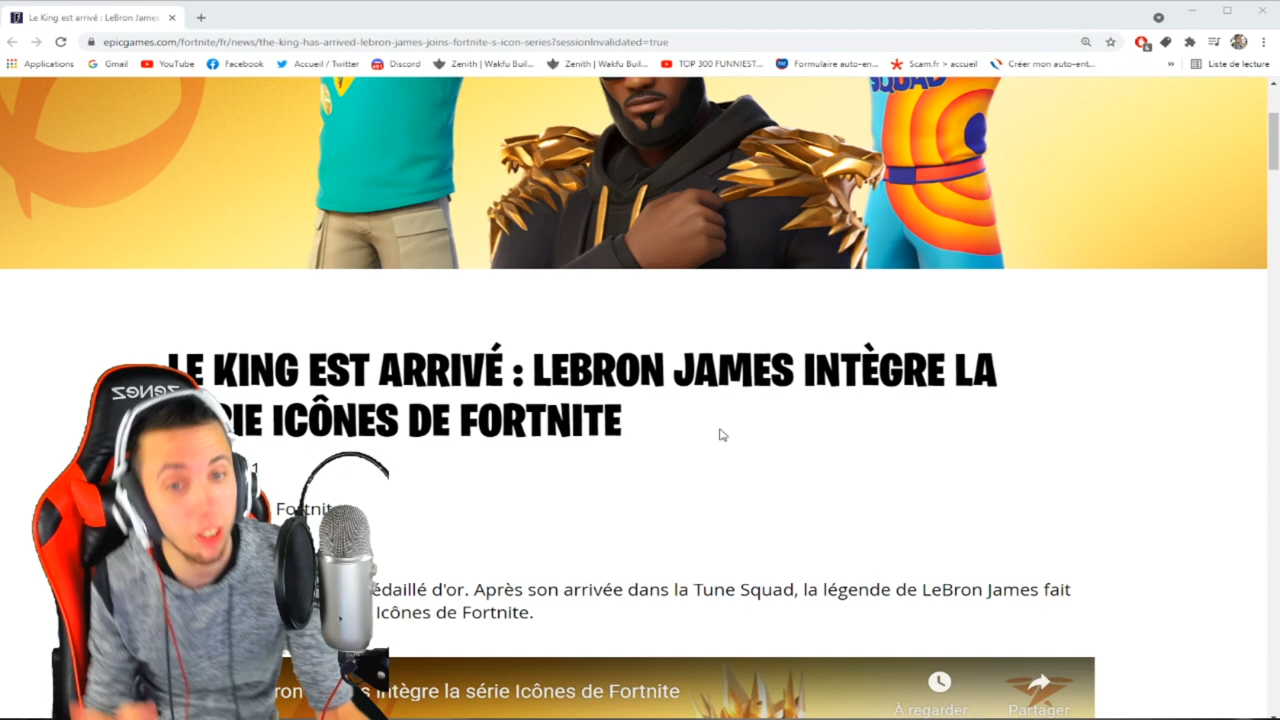 Le King est arrivé : LeBron James
epicgames.com/fortnite/fr/news/the-king-has-arrived-lebron-james-joins-fortnite-s-icon-series?sessionInvalidated=true
Applications Gmail YouTube Facebook Accueil / Twitter Discord Zenith | Wakfu Buil... Zenith | Wakfu Buil... TOP 300 FUNNIEST... Formulaire auto-en... Scam.fr > accueil Créer mon auto-ent... » Liste de lecture
SQUAD
LE KING EST ARRIVÉ : LEBRON JAMES INTÈGRE LA
IE ICÔNES DE FORTNITE
1
Fortnite
édaillé d'or. Après son arrivée dans la Tune Squad, la légende de LeBron James fait
Icônes de Fortnite.
ron s intègre la série Icônes de Fortnite
À regarder... Partager
ZENEZ